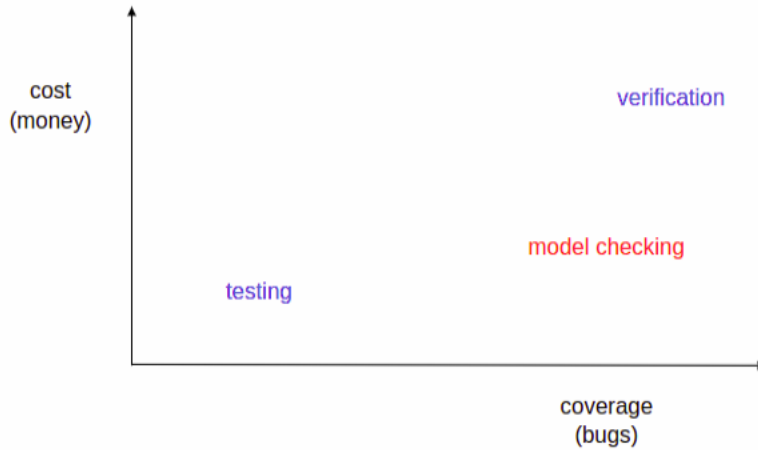 cost
(money)
verification
model checking
testing
coverage
(bugs)